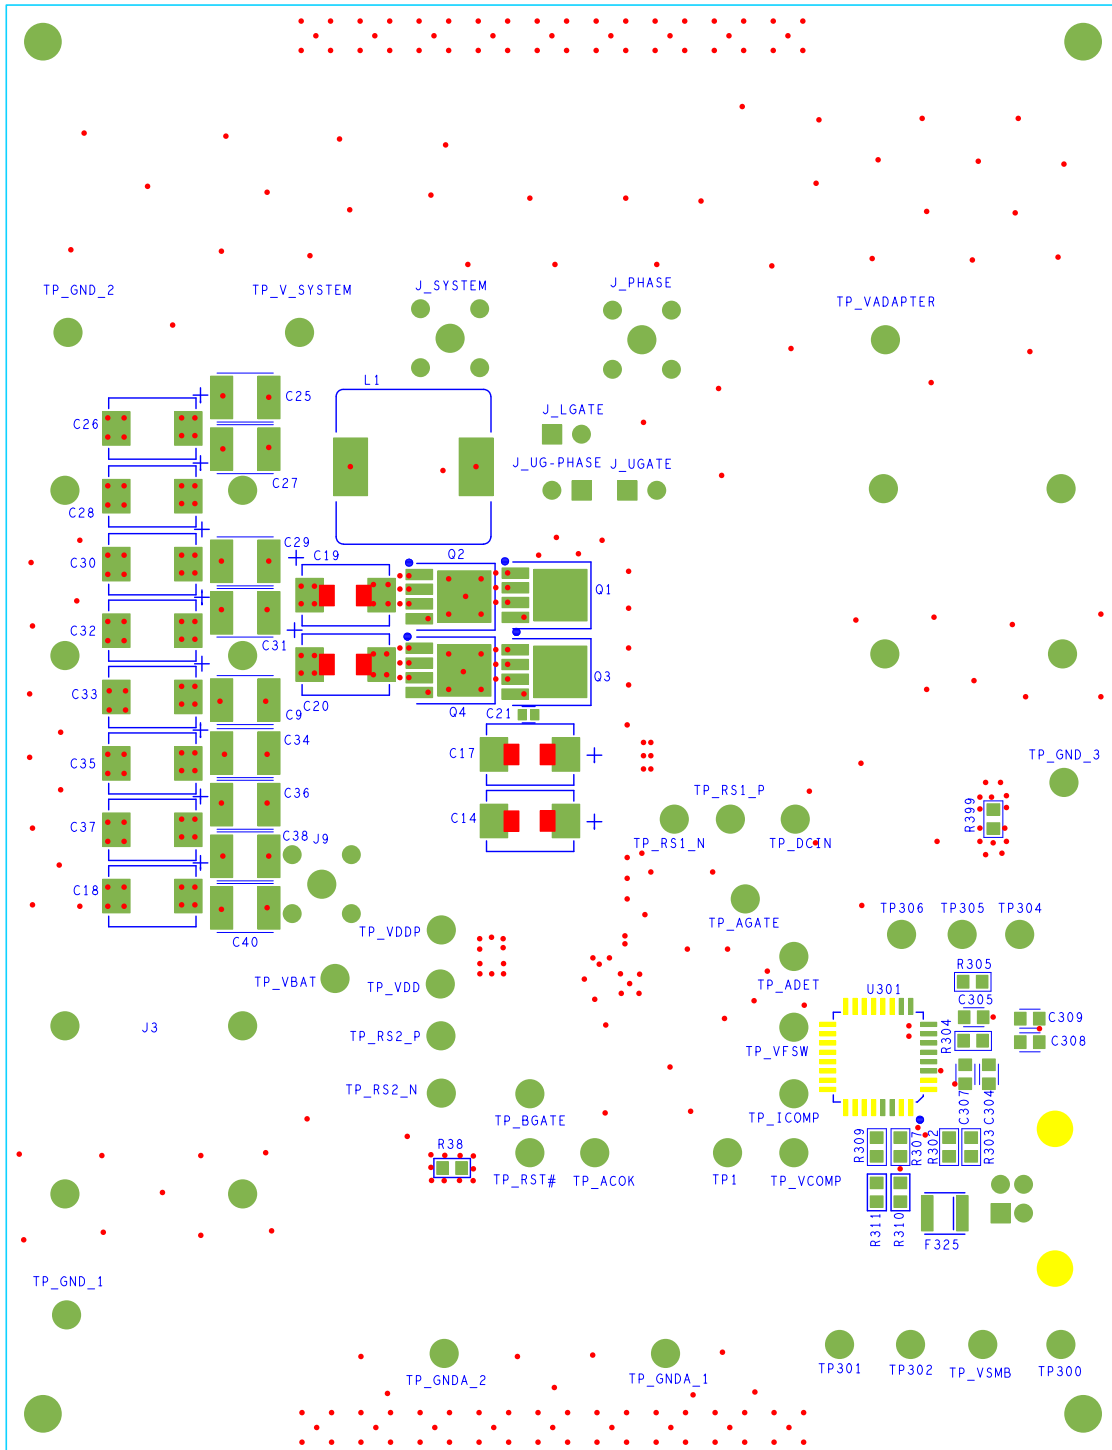 J_SYSTEM
J_PHASE
TP_GND_2
TP_V_SYSTEM
TP_VADAPTER
L1
C25
C26
J_LGATE
J_UG-PHASE
J_UGATE
C27
C28
C29
C19
Q2
C30
Q1
C32
C31
C33
C20
C9
Q4
C21
Q3
C34
C17
TP_GND_3
C35
C36
TP_RS1_P
C14
R399
C37
C38
J9
TP_RS1_N
TP_DCIN
C18
C40
TP_VDDP
TP_AGATE
TP306
TP305
TP304
R305
TP_VBAT
TP_VDD
TP_ADET
U301
C305
C309
J3
TP_RS2_P
TP_VFSW
R304
C308
TP_RS2_N
TP_BGATE
TP_ICOMP
C307
C304
R38
R309
R307
R302
R303
TP_RST#
TP_ACOK
TP1
TP_VCOMP
R311
R310
F325
TP_GND_1
TP_GNDA_2
TP_GNDA_1
TP301
TP302
TP_VSMB
TP300